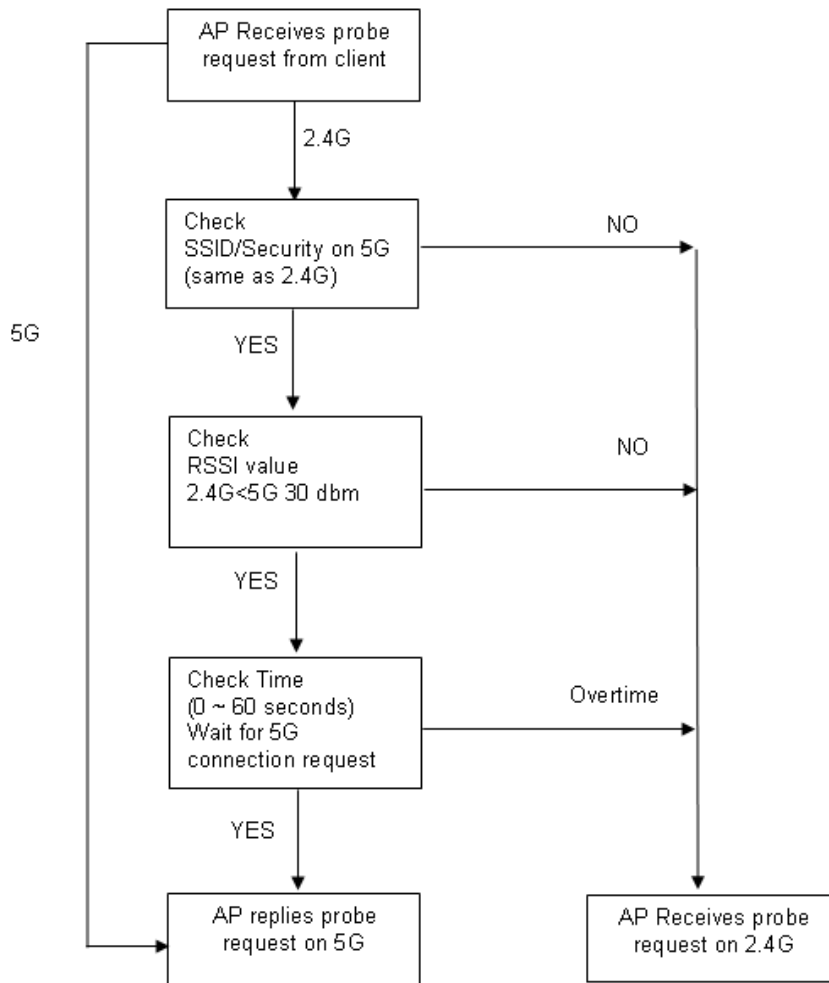 AP Receives probe
request from client
2.4G
Check
SSID/Security on 5G
(same as 2.4G)
NO
5G
YES
Check
RSSI value
2.4G<5G 30 dbm
NO
YES
Check Time
(0 ~ 60 seconds)
Wait for 5G
connection request
Overtime
YES
AP replies probe
request on 5G
AP Receives probe
request on 2.4G